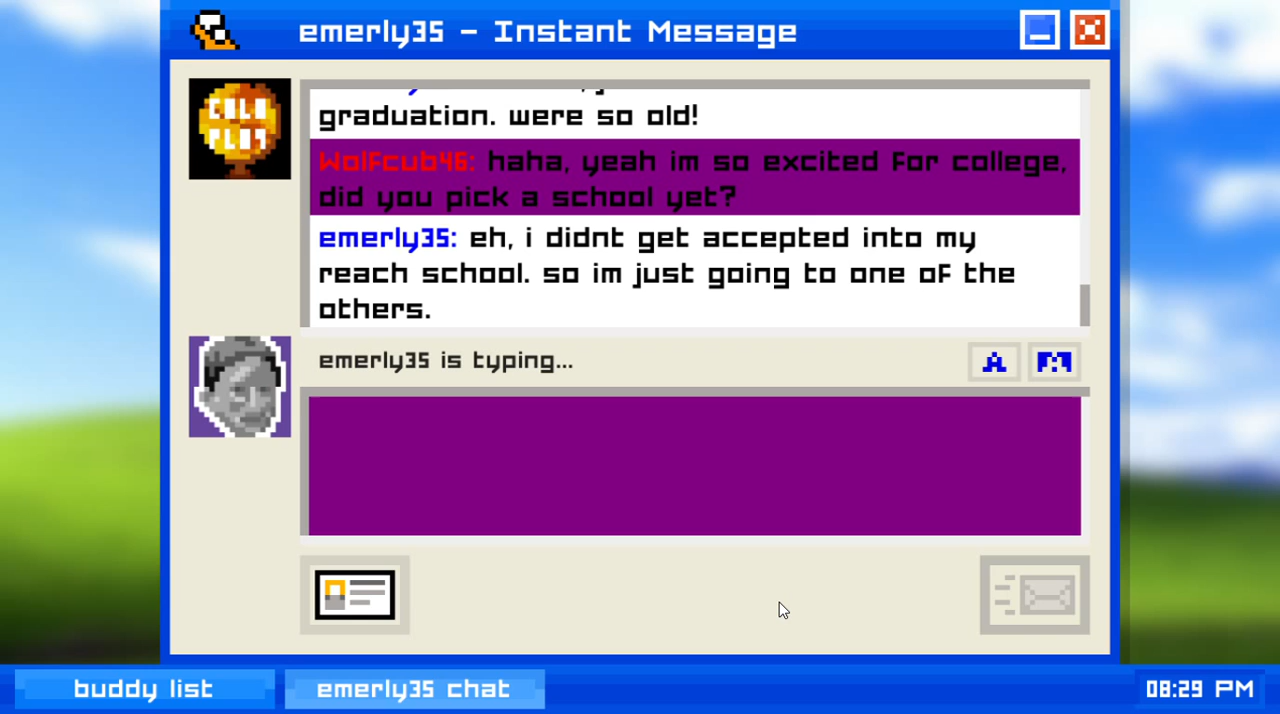 emerly35 - Instant Message
COLD
PLAY
graduation. were so old!
Wolfcub46: haha, yeah im so excited for college,
did you pick a school yet?
emerly35: eh, i didnt get accepted into my
reach school. so im just going to one of the
others.
emerly35 is typing...
A
buddy list
emerly35 chat
08:29 PM